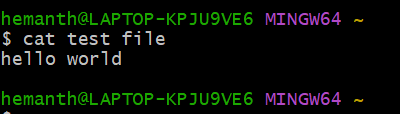 hemanth@LAPTOP-KPJU9VE6 MINGW64 ~
$ cat test file
hello world
hemanth@LAPTOP-KPJU9VE6 MINGW64 ~